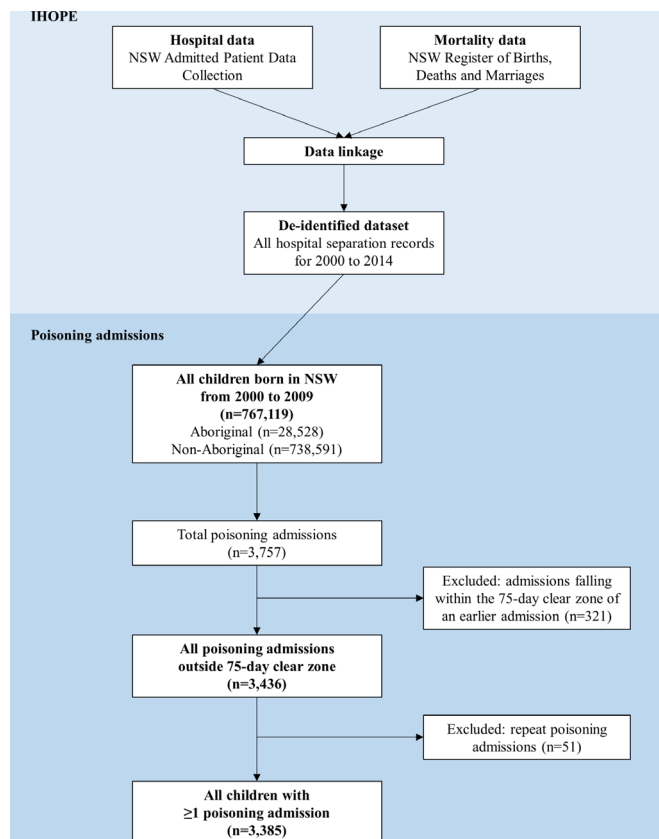 IHOPE
Hospital data
NSW Admitted Patient Data
Collection
Mortality data
NSW Register of Births,
Deaths and Marriages
Data linkage
De-identified dataset
All hospital separation records
for 2000 to 2014
Poisoning admissions
All children born in NSW
from 2000 to 2009
(n=767,119)
Aboriginal (n=28,528)
Non-Aboriginal (n=738,591)
Total poisoning admissions
(n=3,757)
Excluded: admissions falling
within the 75-day clear zone of
an earlier admission (n=321)
All poisoning admissions
outside 75-day clear zone
(n=3,436)
Excluded: repeat poisoning
admissions (n=51)
All children with
≥1 poisoning admission
(n=3,385)